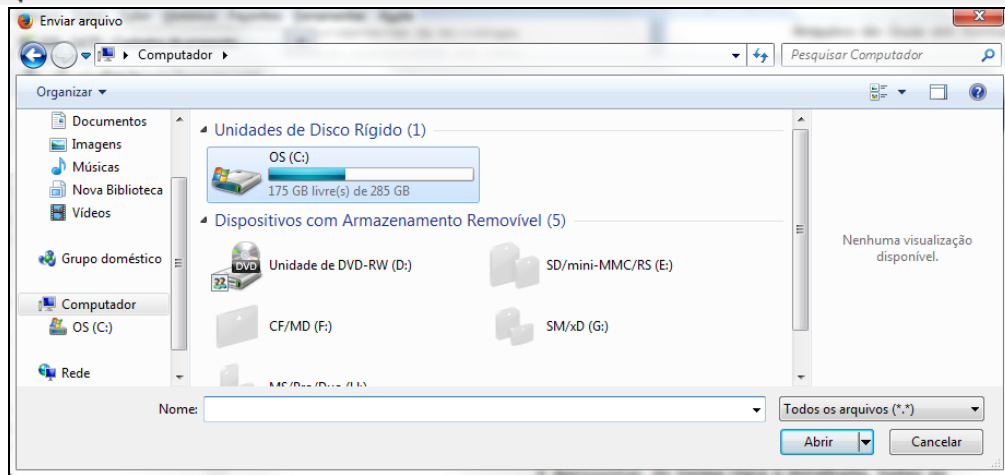 Enviar arquivo
Computador
Pesquisar Computador
Organizar
Documentos
Imagens
Músicas
Nova Biblioteca
Vídeos
Grupo doméstico
Computador
OS (C:)
Rede
Unidades de Disco Rígido (1)
OS (C:)
175 GB livre(s) de 285 GB
Dispositivos com Armazenamento Removível (5)
DVD
Unidade de DVD-RW (D:)
SD/mini-MMC/RS (E:)
CF/MD (F:)
SM/xD (G:)
Nenhuma visualização
disponível.
Nome:
Todos os arquivos (*.*)
Abrir
Cancelar